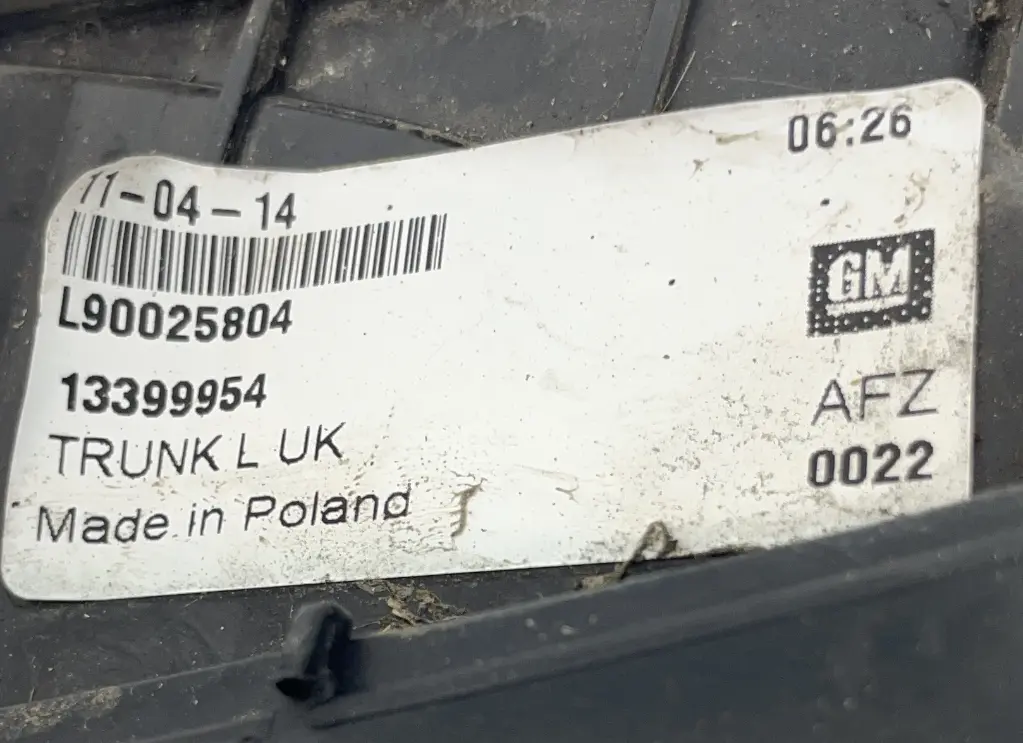 11-04-14
06:26
L90025804
GM
13399954
AFZ
TRUNK L UK
0022
Made in Poland